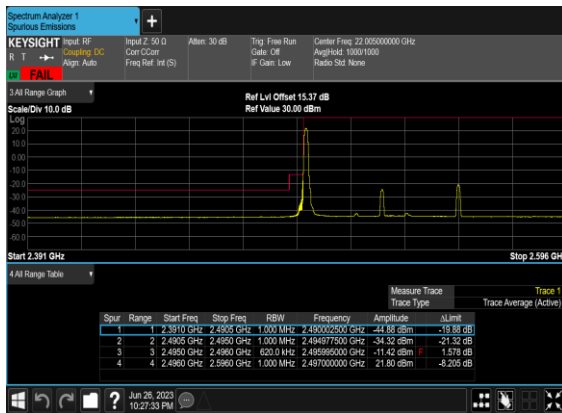 Spectrum Analyzer 1
Spurious Emissions
KEYSIGHT Input: RF Input Z: 50 Ω Atten: 30 dB Trig: Free Run Center Freq: 22.005000000 GHz
R T Coupling: DC Corr CCorr Gate: Off Avg|Hold: 1000/1000
Align: Auto Freq Ref: Int (S) IF Gain: Low Radio Std: None
FAIL
3 All Range Graph
Ref Lvl Offset 15.37 dB
Scale/Div 10.0 dB Ref Value 30.00 dBm
Log
20.0
10.0
0.00
-10.0
-20.0
-30.0
-40.0
-50.0
-60.0
Start 2.391 GHz Stop 2.596 GH
4 All Range Table
Measure Trace Trace 1
Trace Type Trace Average (Active)
Spur Range Start Freq Stop Freq RBW Frequency Amplitude ΔLimit
1 1 2.3910 GHz 2.4905 GHz 1.000 MHz 2.490002500 GHz -44.88 dBm -19.88 dB
2 2 2.4905 GHz 2.4950 GHz 1.000 MHz 2.494977500 GHz -34.32 dBm -21.32 dB
3 3 2.4950 GHz 2.4960 GHz 620.0 kHz 2.495995000 GHz -11.42 dBm F 1.578 dB
4 4 2.4960 GHz 2.5960 GHz 1.000 MHz 2.497000000 GHz 21.80 dBm -8.205 dB
? Jun 26, 2023
10:27:33 PM